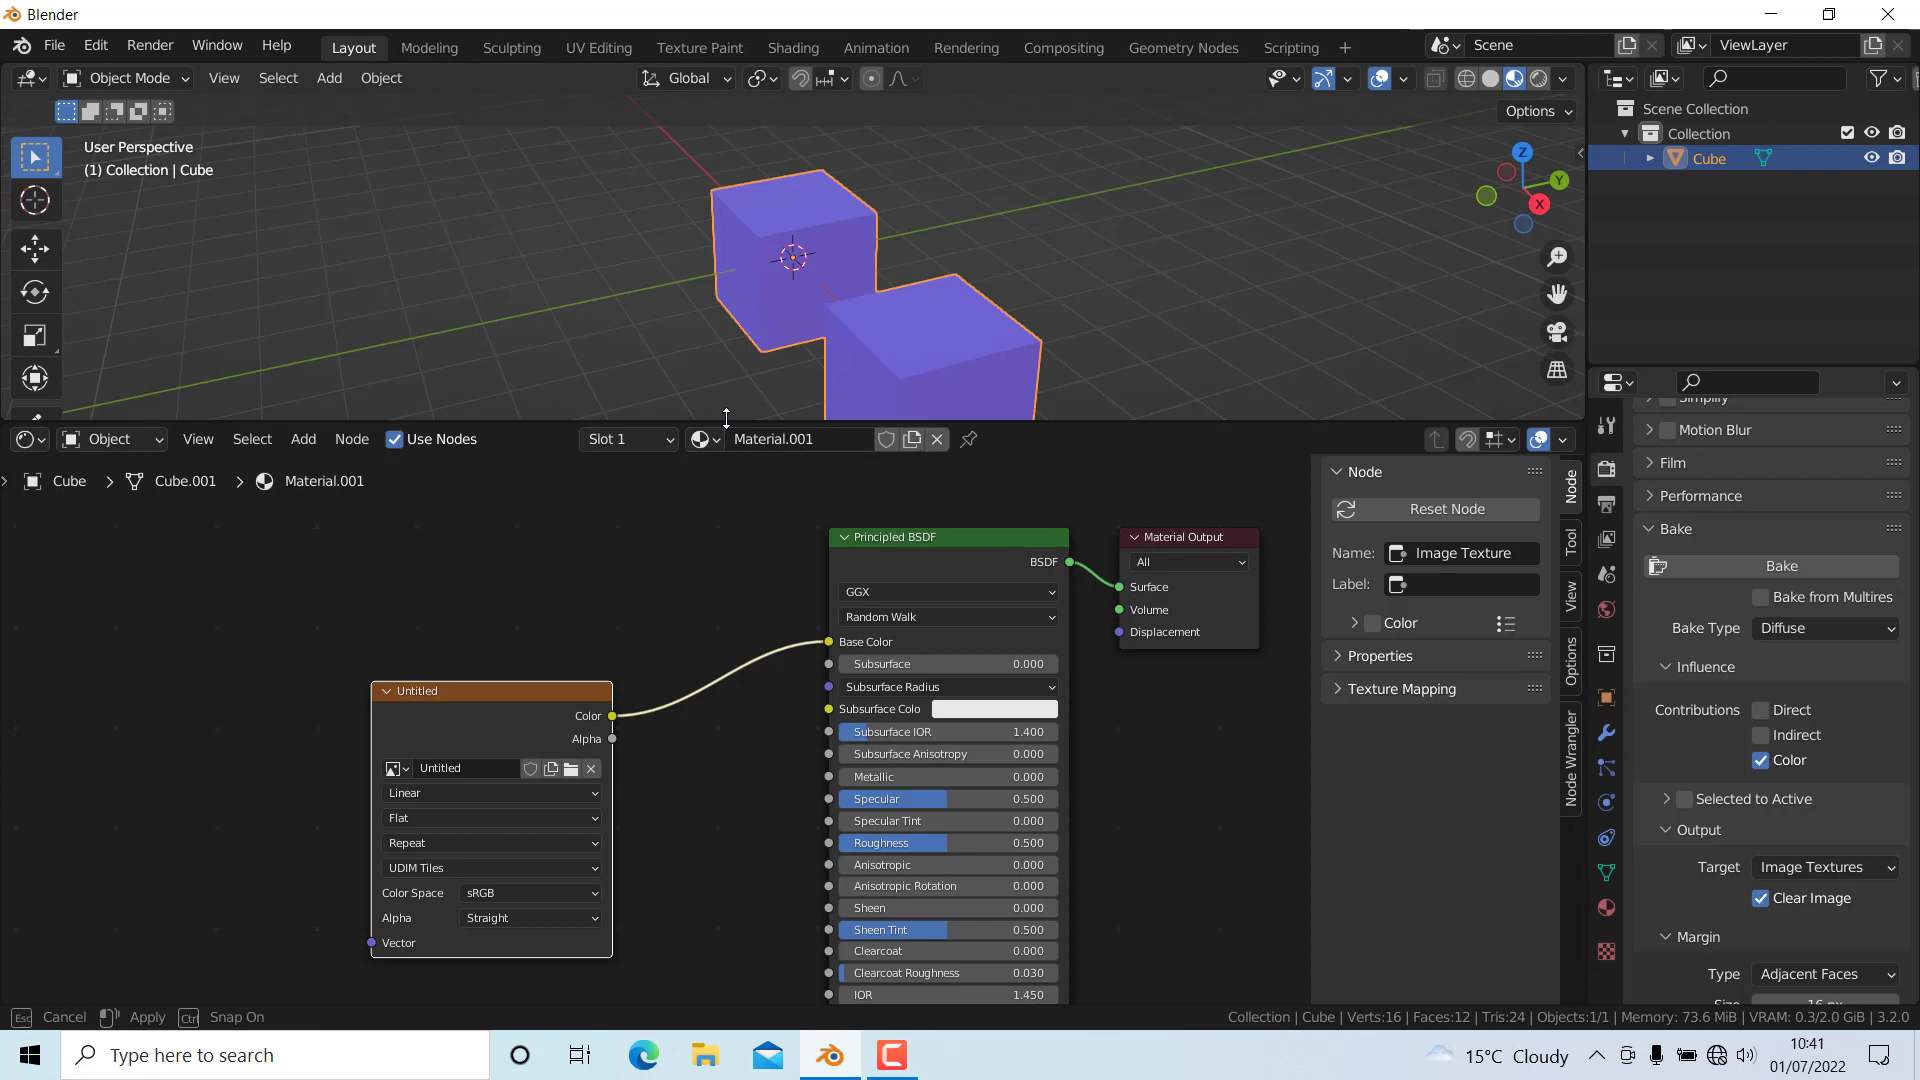 Blender
File Edit Render Window Help Layout Modeling Sculpting UV Editing Texture Paint Shading Animation Rendering Compositing Geometry Nodes Scripting Scene ViewLayer
Object Mode View Select Add Object Global
Options
User Perspective
(1) Collection | Cube
Z
Y
X
Scene Collection
Collection
Cube
Object View Select Add Node Use Nodes Slot 1 Material.001
Cube Cube.001 Material.001
Untitled
Color
Alpha
Untitled
Linear
Flat
Repeat
UDIM Tiles
Color Space sRGB
Alpha Straight
Vector
Principled BSDF
BSDF
GGX
Random Walk
Base Color
Subsurface 0.000
Subsurface Radius
Subsurface Colo
Subsurface IOR 1.400
Subsurface Anisotropy 0.000
Metallic 0.000
Specular 0.500
Specular Tint 0.000
Roughness 0.500
Anisotropic 0.000
Anisotropic Rotation 0.000
Sheen 0.000
Sheen Tint 0.500
Clearcoat 0.000
Clearcoat Roughness 0.030
IOR 1.450
Material Output
All
Surface
Volume
Displacement
Node
Reset Node
Name: Image Texture
Label:
Color
Properties
Texture Mapping
Node
Tool
View
Options
Node Wrangler
Simplify
Motion Blur
Film
Performance
Bake
Bake
Bake from Multires
Bake Type Diffuse
Influence
Contributions Direct
Indirect
Color
Selected to Active
Output
Target Image Textures
Clear Image
Margin
Type Adjacent Faces
Size 16 px
Esc Cancel Apply Ctrl Snap On
Collection | Cube | Verts:16 | Faces:12 | Tris:24 | Objects:1/1 | Memory: 73.6 MiB | VRAM: 0.3/2.0 GiB | 3.2.0
Type here to search
15°C Cloudy
10:41
01/07/2022